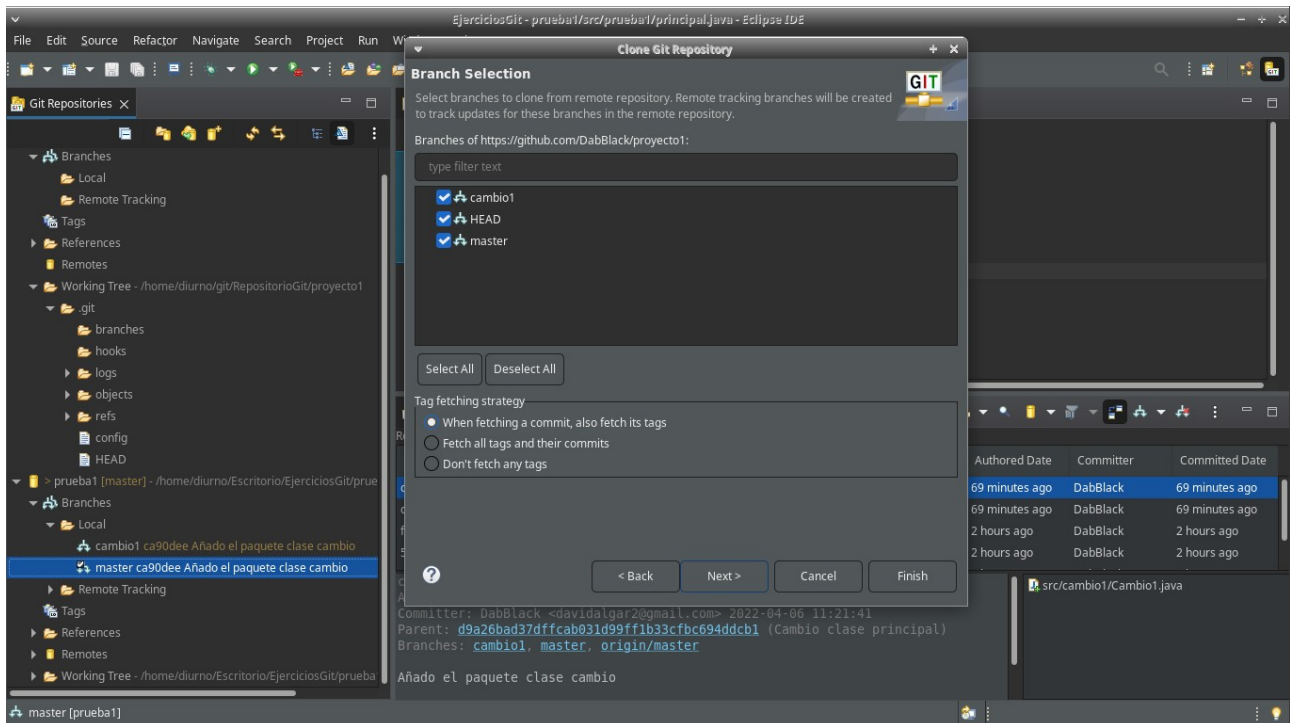 EjerciciosGit - prueba1/src/prueba1/principal.java - Eclipse IDE
File Edit Source Refactor Navigate Search Project Run
Git Repositories
Branches
Local
Remote Tracking
Tags
References
Remotes
Working Tree - /home/diurno/git/RepositorioGit/proyecto1
.git
branches
hooks
logs
objects
refs
config
HEAD
> prueba1 [master] - /home/diurno/Escritorio/EjerciciosGit/prue
Branches
Local
cambio1 ca90dee Añado el paquete clase cambio
master ca90dee Añado el paquete clase cambio
Remote Tracking
Tags
References
Remotes
Working Tree - /home/diurno/Escritorio/EjerciciosGit/prueba
master [prueba1]
Clone Git Repository
Branch Selection
GIT
Select branches to clone from remote repository. Remote tracking branches will be created
to track updates for these branches in the remote repository.
Branches of https://github.com/DabBlack/proyecto1:
type filter text
cambio1
HEAD
master
Select All Deselect All
Tag fetching strategy
When fetching a commit, also fetch its tags
Fetch all tags and their commits
Don't fetch any tags
< Back Next > Cancel Finish
Authored Date Committer Committed Date
69 minutes ago DabBlack 69 minutes ago
69 minutes ago DabBlack 69 minutes ago
2 hours ago DabBlack 2 hours ago
2 hours ago DabBlack 2 hours ago
Committer: DabBlack <davidalgar2@gmail.com> 2022-04-06 11:21:41
Parent: d9a26bad37dffcab031d99ff1b33cfbc694ddcb1 (Cambio clase principal)
Branches: cambio1, master, origin/master
Añado el paquete clase cambio
src/cambio1/Cambio1.java